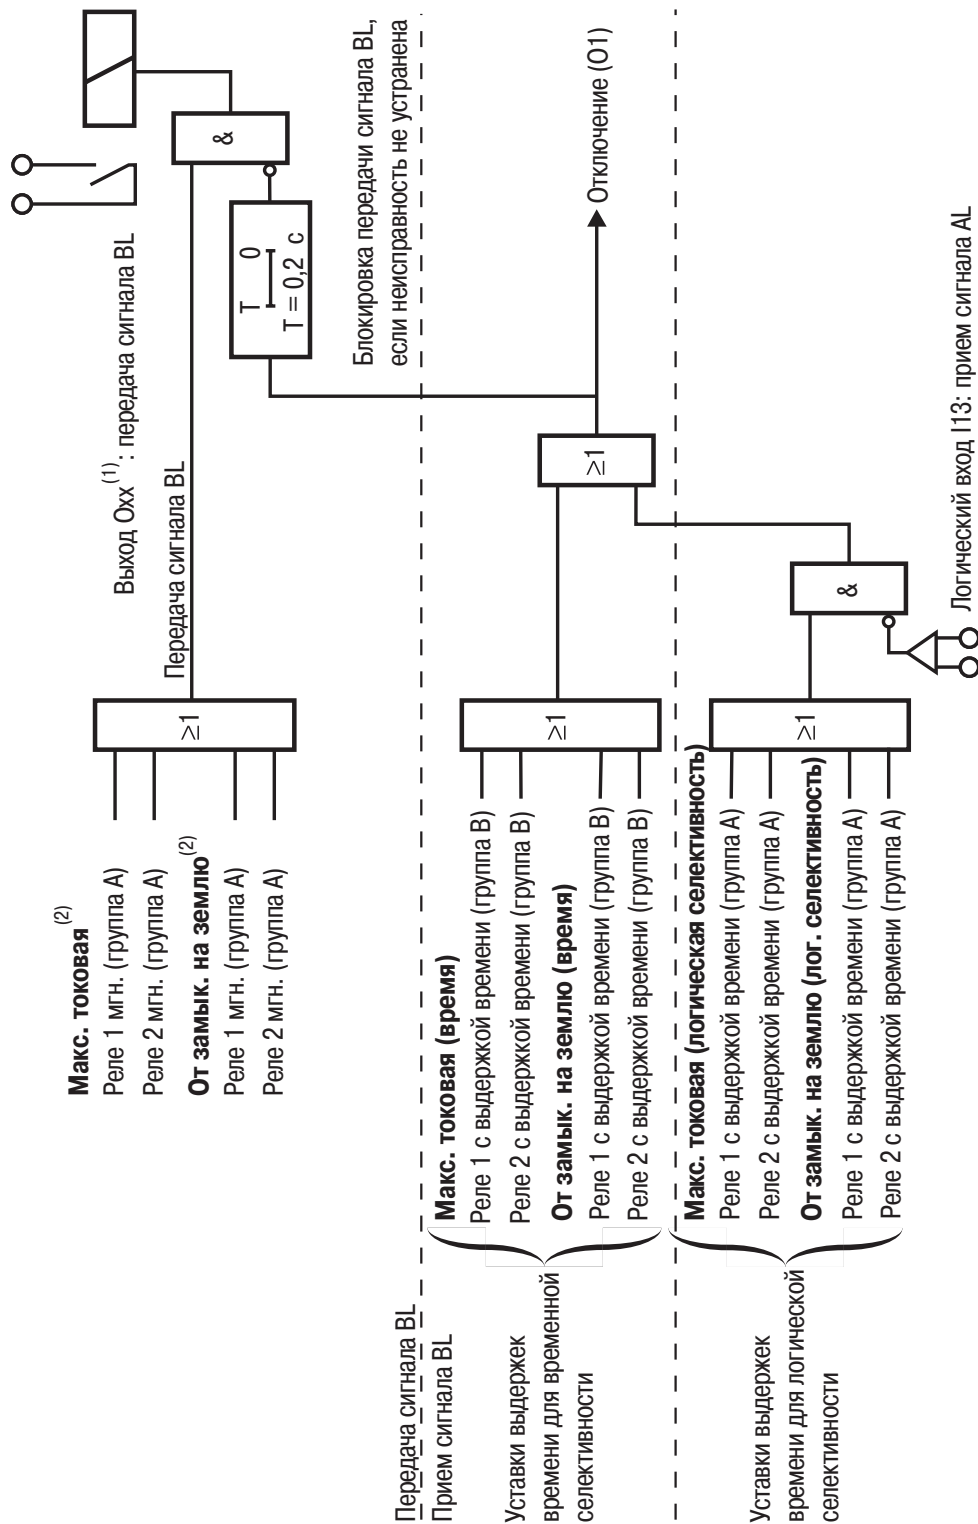 Макс. токовая (2)
Реле 1 мгн. (группа A)
Реле 2 мгн. (группа A)
От замык. на землю (2)
Реле 1 мгн. (группа A)
Реле 2 мгн. (группа A)
≥1
Выход Oxx (1) : передача сигнала BL
Передача сигнала BL
&
T 0
T = 0,2 с
Блокировка передачи сигнала BL,
если неисправность не устранена
Передача сигнала BL
Прием сигнала BL
Уставки выдержек
времени для временной
селективности
Макс. токовая (время)
Реле 1 с выдержкой времени (группа B)
Реле 2 с выдержкой времени (группа B)
От замык. на землю (время)
Реле 1 с выдержкой времени (группа B)
Реле 2 с выдержкой времени (группа B)
≥1
≥1
Отключение (O1)
Уставки выдержек
времени для логической
селективности
Макс. токовая (логическая селективность)
Реле 1 с выдержкой времени (группа A)
Реле 2 с выдержкой времени (группа A)
От замык. на землю (лог. селективность)
Реле 1 с выдержкой времени (группа A)
Реле 2 с выдержкой времени (группа A)
≥1
&
Логический вход I13: прием сигнала AL